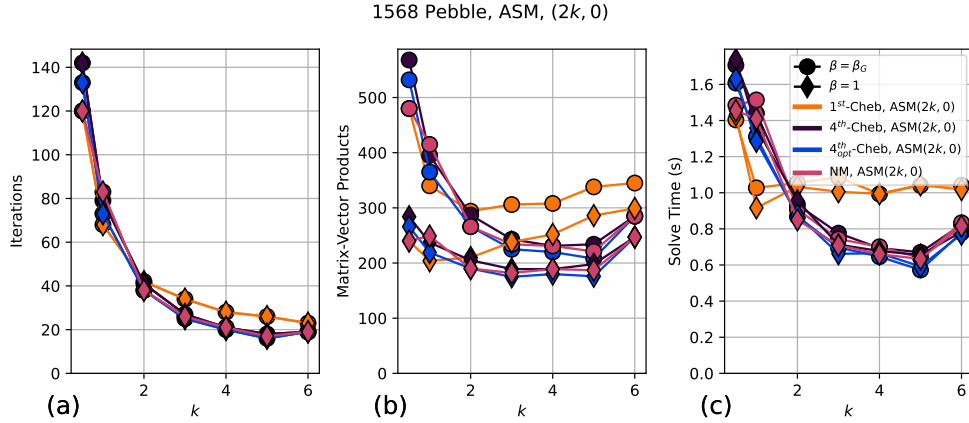 1568 Pebble, ASM, (2k, 0)
Iterations
140
120
100
80
60
40
20
0
2
4
6
k
(a)
Matrix-Vector Products
500
400
300
200
100
0
2
4
6
k
(b)
Solve Time (s)
1.6
1.4
1.2
1.0
0.8
0.6
0.4
0.2
0.0
2
4
6
k
(c)
β = β_G
β = 1
1^{st}-Cheb, ASM(2k, 0)
4^{th}-Cheb, ASM(2k, 0)
4^{th}_{opt}-Cheb, ASM(2k, 0)
NM, ASM(2k, 0)